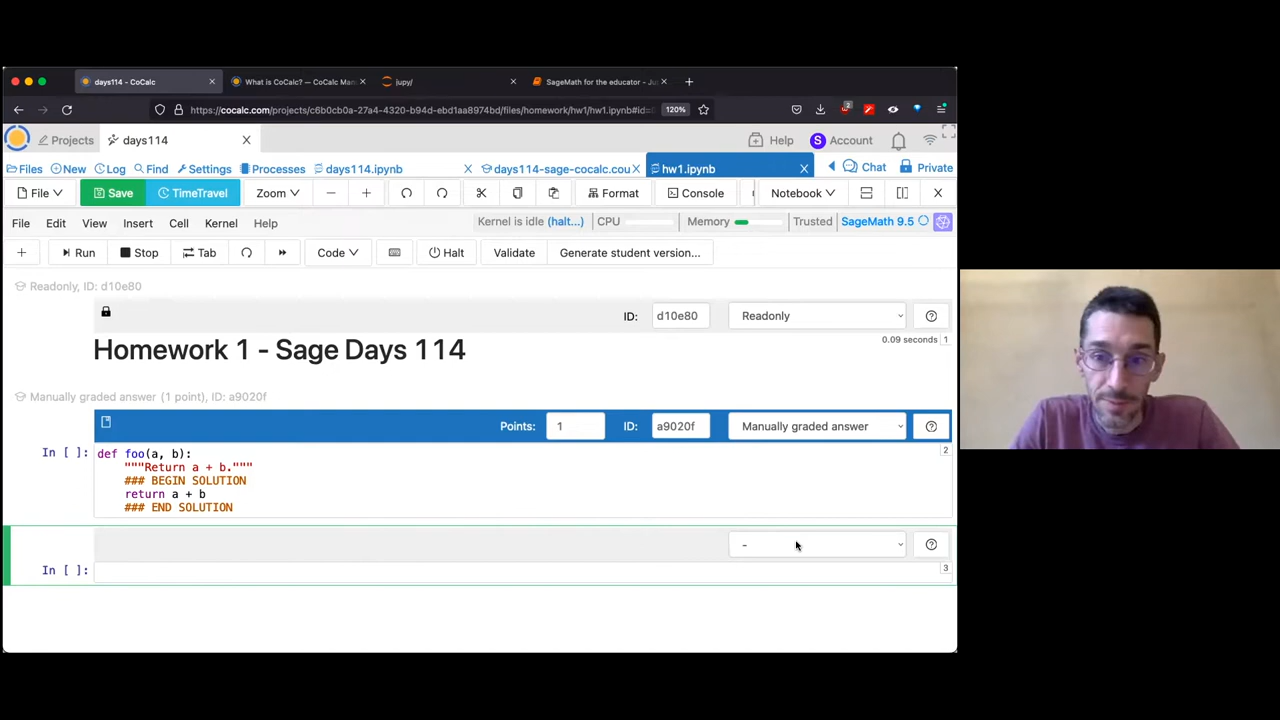 days114 - CoCalc
What is CoCalc? — CoCalc Man
jupy/
SageMath for the educator - Ju
https://cocalc.com/projects/c6b0cb0a-27a4-4320-b94d-ebd1aa8974bd/files/homework/hw1/hw1.ipynb#id=
120%
Projects
days114
Help
Account
Files New Log Find Settings Processes days114.ipynb days114-sage-cocalc.cou hw1.ipynb Chat Private
File Save TimeTravel Zoom Format Console Notebook
File Edit View Insert Cell Kernel Help Kernel is idle (halt...) CPU Memory Trusted SageMath 9.5
Run Stop Tab Code Halt Validate Generate student version...
Readonly, ID: d10e80
ID: d10e80 Readonly
0.09 seconds 1
Homework 1 - Sage Days 114
Manually graded answer (1 point), ID: a9020f
Points: 1 ID: a9020f Manually graded answer
2
In [ ]: def foo(a, b):
"""Return a + b."""
### BEGIN SOLUTION
return a + b
### END SOLUTION
-
3
In [ ]: